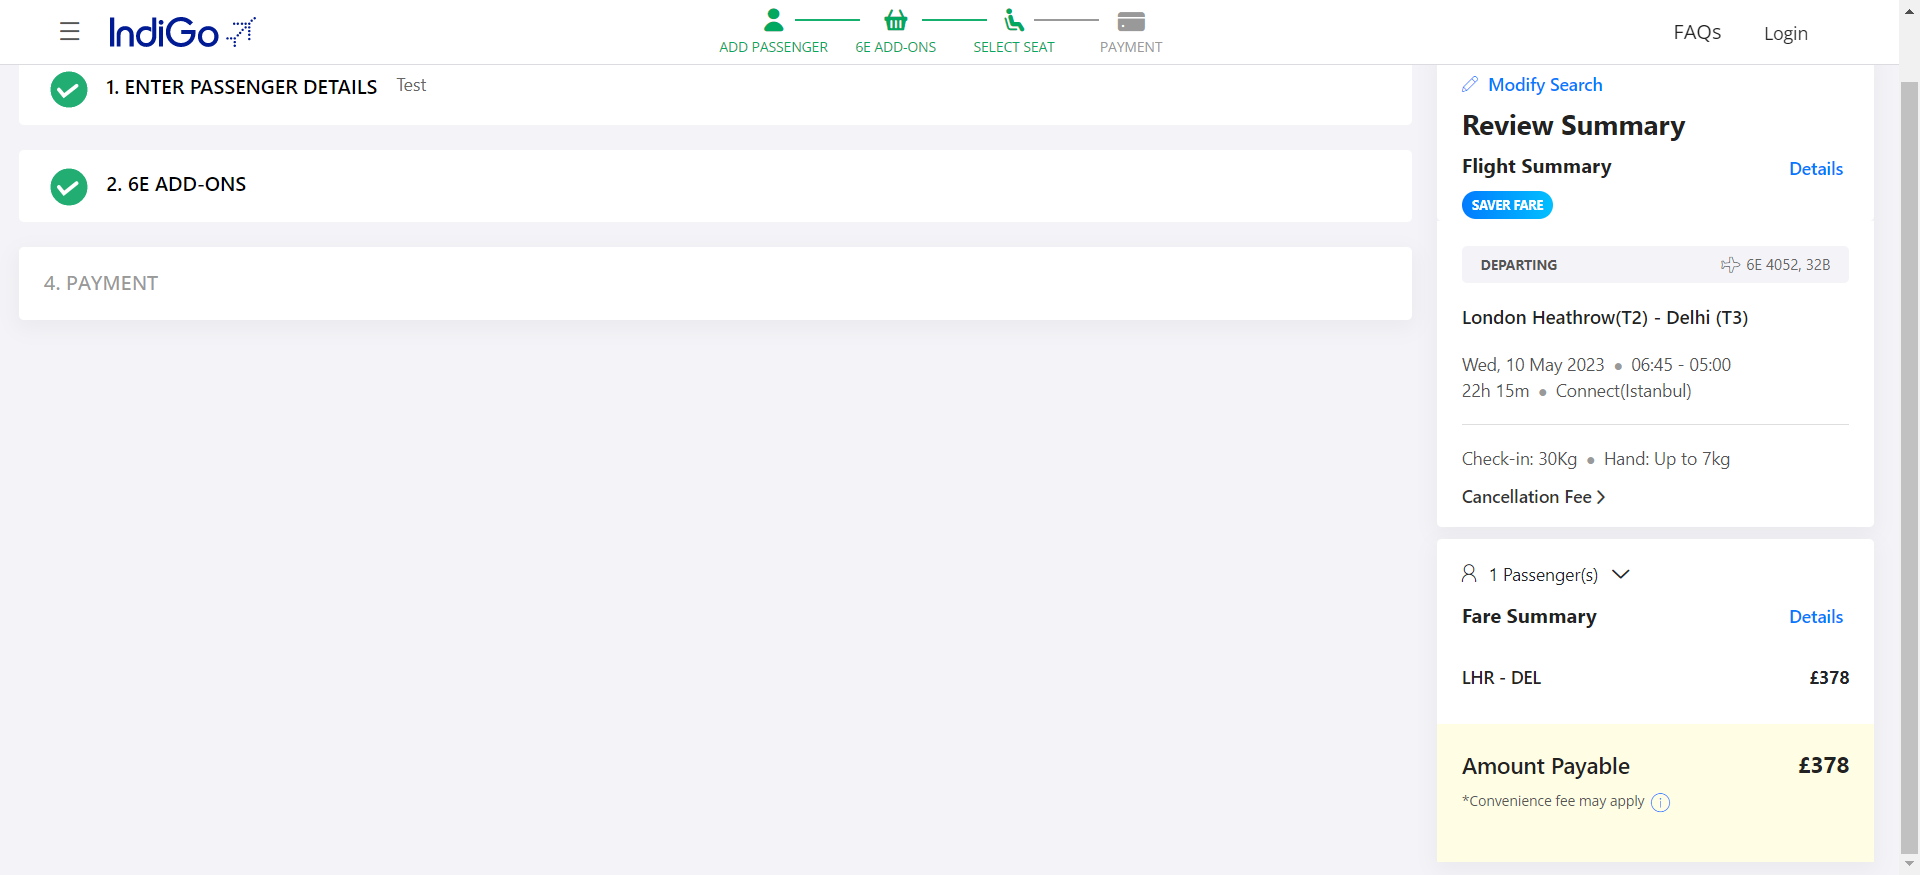 IndiGo
ADD PASSENGER
6E ADD-ONS
SELECT SEAT
PAYMENT
FAQs
Login
1. ENTER PASSENGER DETAILS Test
2. 6E ADD-ONS
4. PAYMENT
Modify Search
Review Summary
Flight Summary Details
SAVER FARE
DEPARTING 6E 4052, 32B
London Heathrow(T2) - Delhi (T3)
Wed, 10 May 2023 ● 06:45 - 05:00
22h 15m ● Connect(Istanbul)
Check-in: 30Kg ● Hand: Up to 7kg
Cancellation Fee
1 Passenger(s)
Fare Summary Details
LHR - DEL £378
Amount Payable £378
*Convenience fee may apply